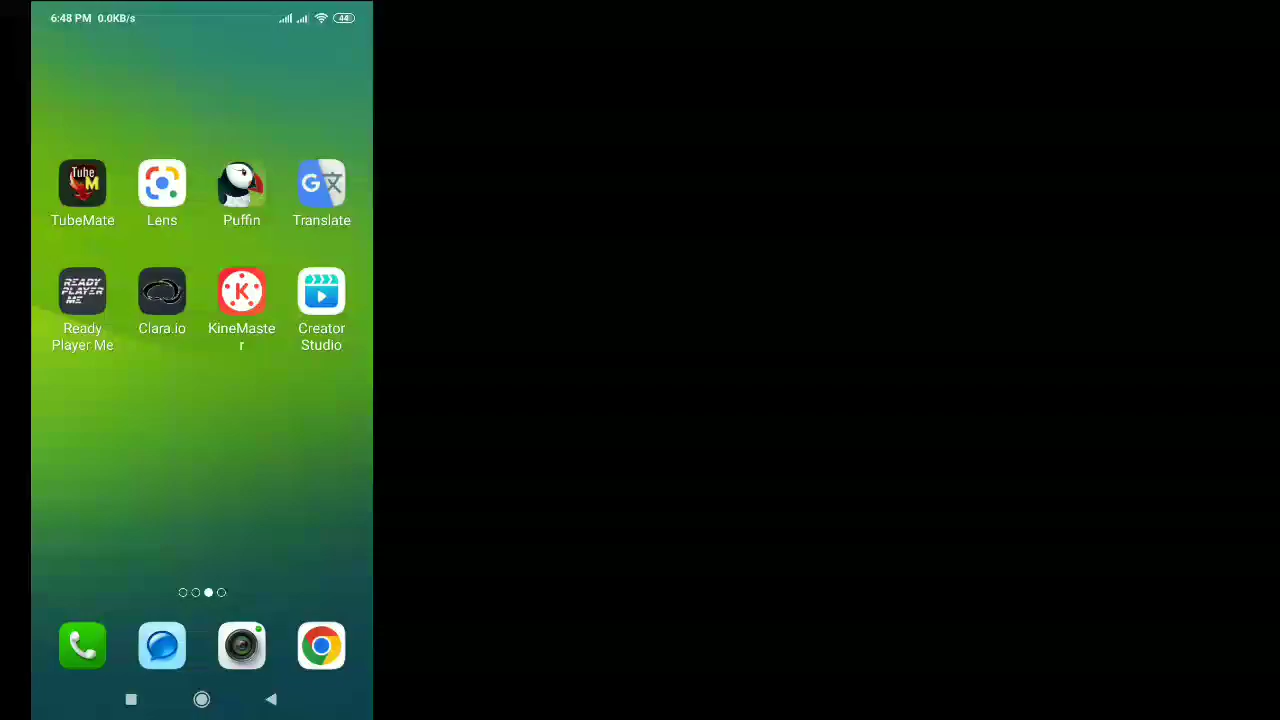 6:48 PM 0.0KB/s 44
Tube
M
G
TubeMate Lens Puffin Translate
READY
PLAYER
ME
K
Ready Clara.io KineMaste Creator
Player Me r Studio